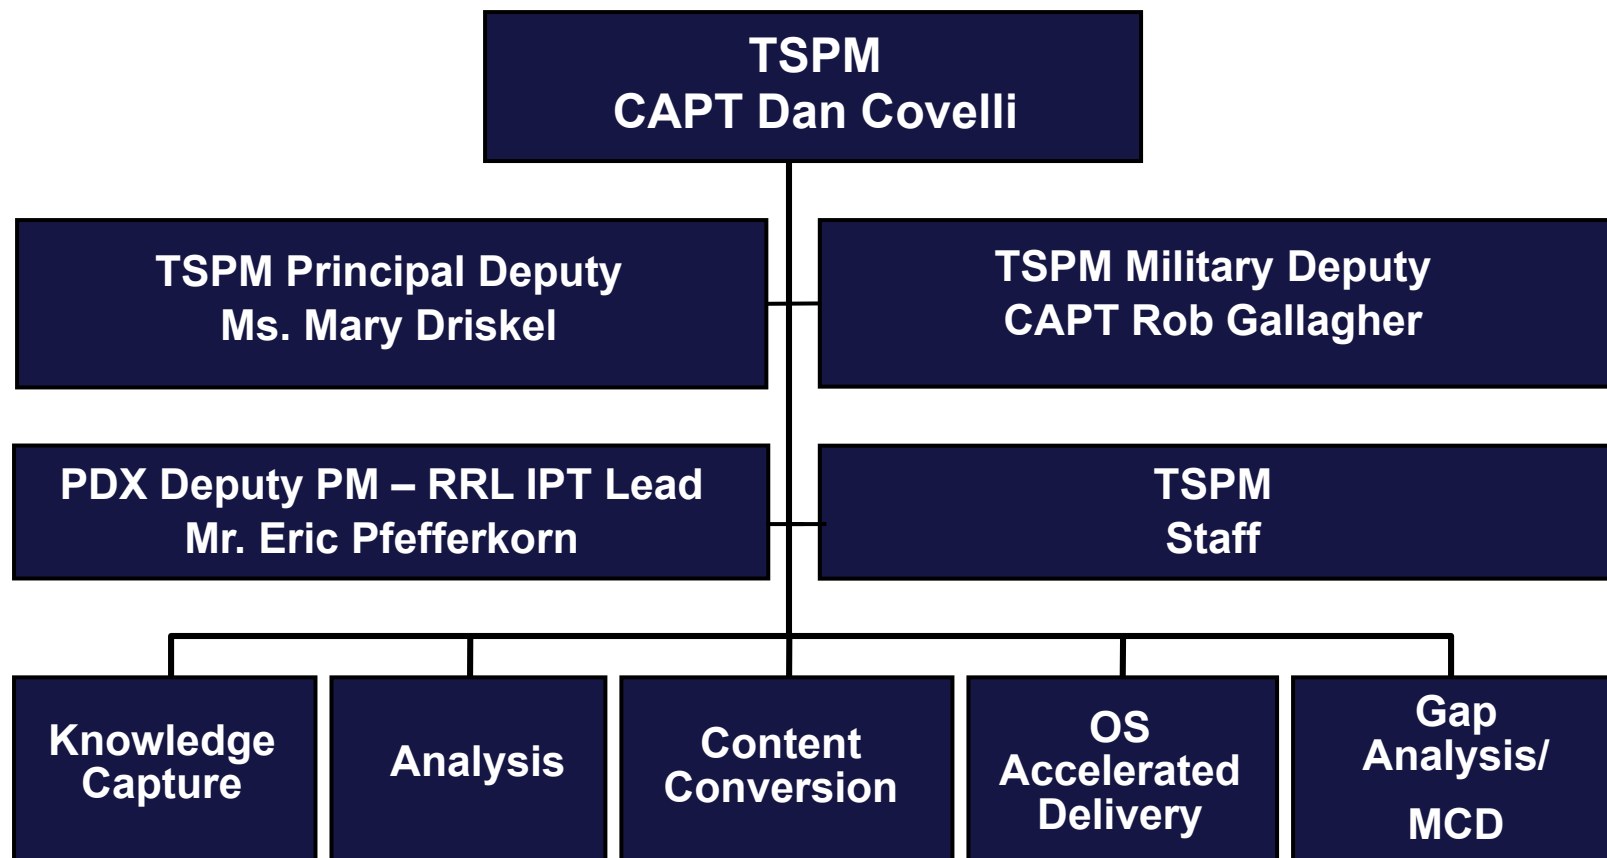 TSPM
CAPT Dan Covelli
TSPM Principal Deputy
Ms. Mary Driskel
TSPM Military Deputy
CAPT Rob Gallagher
PDX Deputy PM – RRL IPT Lead
Mr. Eric Pfefferkorn
TSPM
Staff
Knowledge
Capture
Analysis
Content
Conversion
OS
Accelerated
Delivery
Gap
Analysis/
MCD